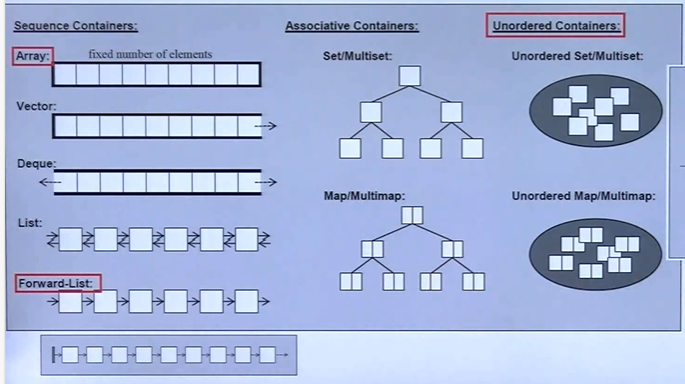 Sequence Containers:
Associative Containers:
Unordered Containers:
Array:
fixed number of elements
Vector:
Deque:
List:
Forward-List:
Set/Multiset:
Map/Multimap:
Unordered Set/Multiset:
Unordered Map/Multimap: